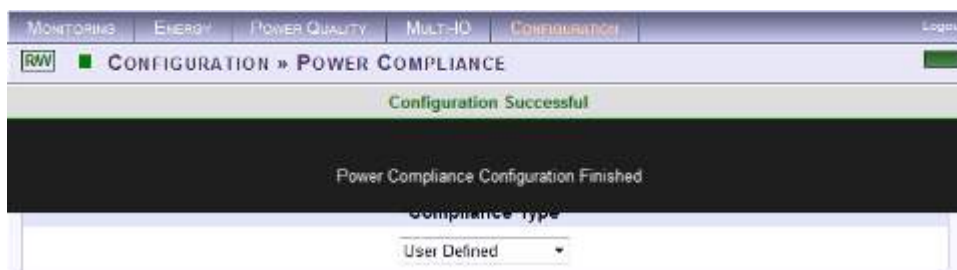 MONITORING ENERGY POWER QUALITY MULTI-IO CONFIGURATION Logou
R/W CONFIGURATION » POWER COMPLIANCE
Configuration Successful
Power Compliance Configuration Finished
Compliance Type
User Defined